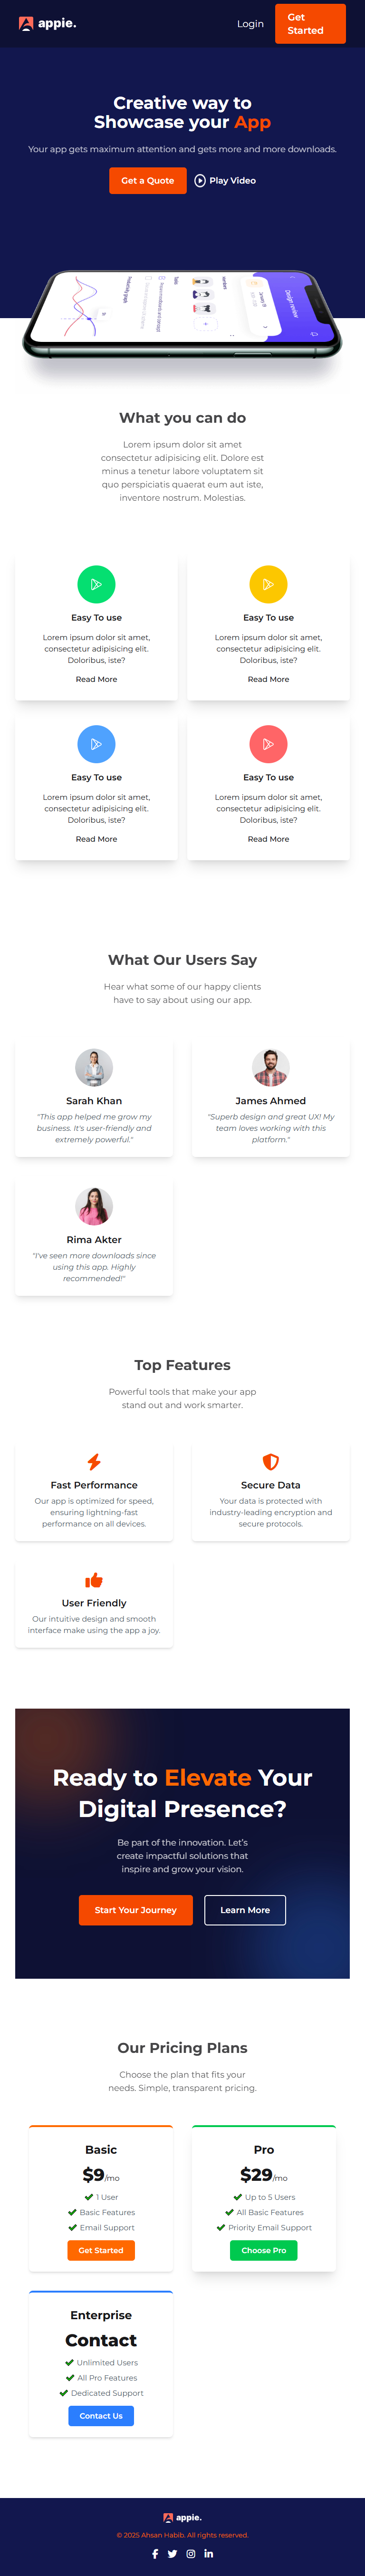 appie.
Login
Get
Started
Creative way to
Showcase your App
Your app gets maximum attention and gets more and more downloads.
Get a Quote
Play Video
Design review
What you can do
Lorem ipsum dolor sit amet
consectetur adipisicing elit. Dolore est
minus a tenetur labore voluptatem sit
quo perspiciatis quaerat eum aut iste,
inventore nostrum. Molestias.
Easy To use
Lorem ipsum dolor sit amet,
consectetur adipisicing elit.
Doloribus, iste?
Read More
Easy To use
Lorem ipsum dolor sit amet,
consectetur adipisicing elit.
Doloribus, iste?
Read More
Easy To use
Lorem ipsum dolor sit amet,
consectetur adipisicing elit.
Doloribus, iste?
Read More
Easy To use
Lorem ipsum dolor sit amet,
consectetur adipisicing elit.
Doloribus, iste?
Read More
What Our Users Say
Hear what some of our happy clients
have to say about using our app.
Sarah Khan
"This app helped me grow my
business. It's user-friendly and
extremely powerful."
James Ahmed
"Superb design and great UX! My
team loves working with this
platform."
Rima Akter
"I've seen more downloads since
using this app. Highly
recommended!"
Top Features
Powerful tools that make your app
stand out and work smarter.
Fast Performance
Our app is optimized for speed,
ensuring lightning-fast
performance on all devices.
Secure Data
Your data is protected with
industry-leading encryption and
secure protocols.
User Friendly
Our intuitive design and smooth
interface make using the app a joy.
Ready to Elevate Your
Digital Presence?
Be part of the innovation. Let's
create impactful solutions that
inspire and grow your vision.
Start Your Journey
Learn More
Our Pricing Plans
Choose the plan that fits your
needs. Simple, transparent pricing.
Basic
$9/mo
1 User
Basic Features
Email Support
Get Started
Pro
$29/mo
Up to 5 Users
All Basic Features
Priority Email Support
Choose Pro
Enterprise
Contact
Unlimited Users
All Pro Features
Dedicated Support
Contact Us
appie.
© 2025 Ahsan Habib. All rights reserved.